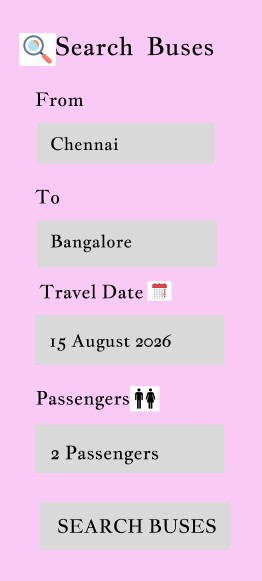 Search Buses
From
Chennai
To
Bangalore
Travel Date
15 August 2026
Passengers
2 Passengers
SEARCH BUSES